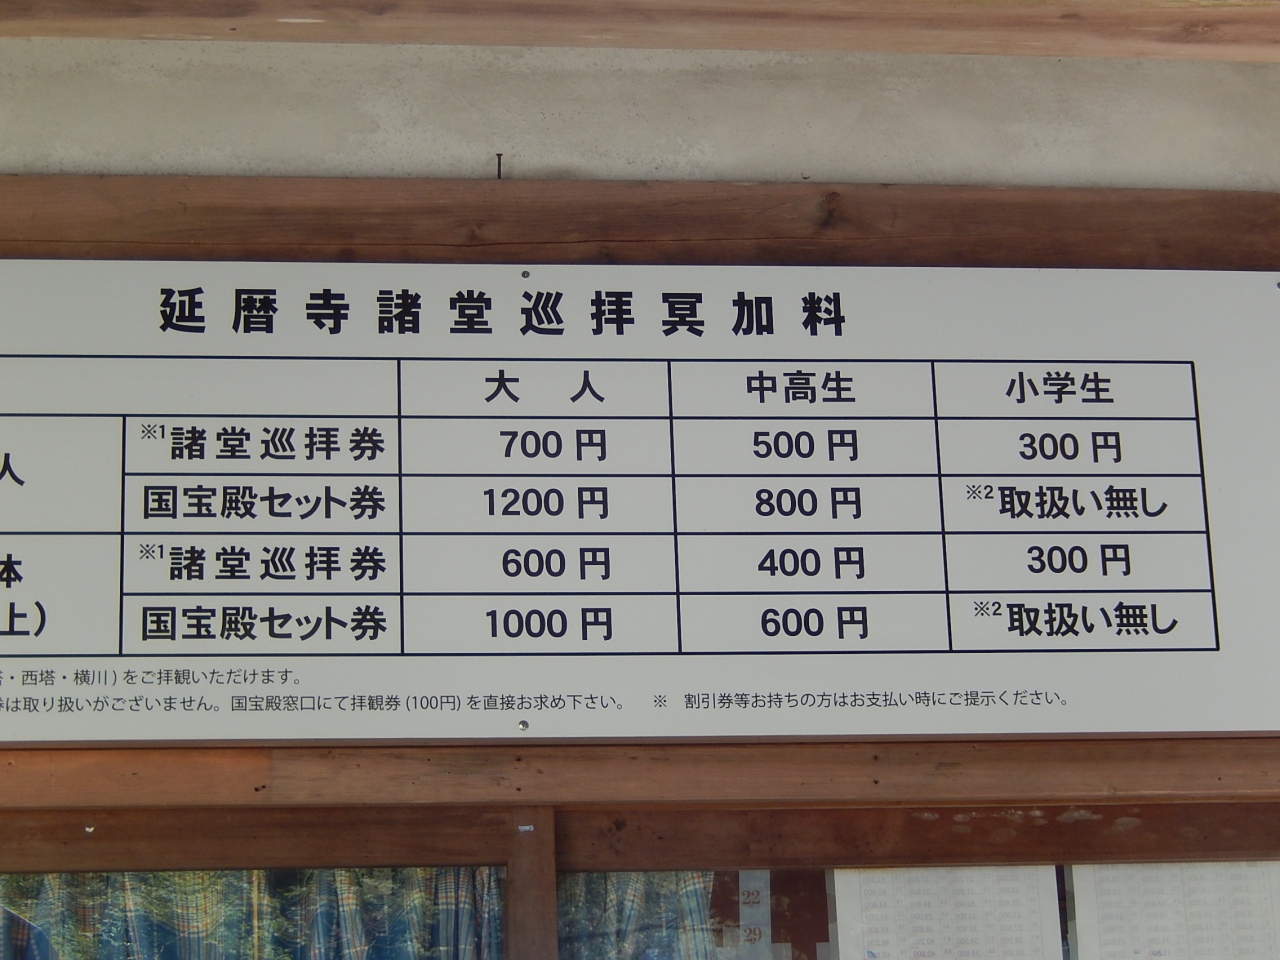 延暦寺諸堂巡拝冥加料
大人 中高生 小学生
人 ※1諸堂巡拝券 700円 500円 300円
国宝殿セット券 1200円 800円 ※2取扱い無し
体 ※1諸堂巡拝券 600円 400円 300円
上) 国宝殿セット券 1000円 600円 ※2取扱い無し
・西塔・横川)をご拝観いただけます。
券は取り扱いがございません。国宝殿窓口にて拝観券(100円)を直接お求め下さい。 ※ 割引券等お持ちの方はお支払い時にご提示ください。
22
29